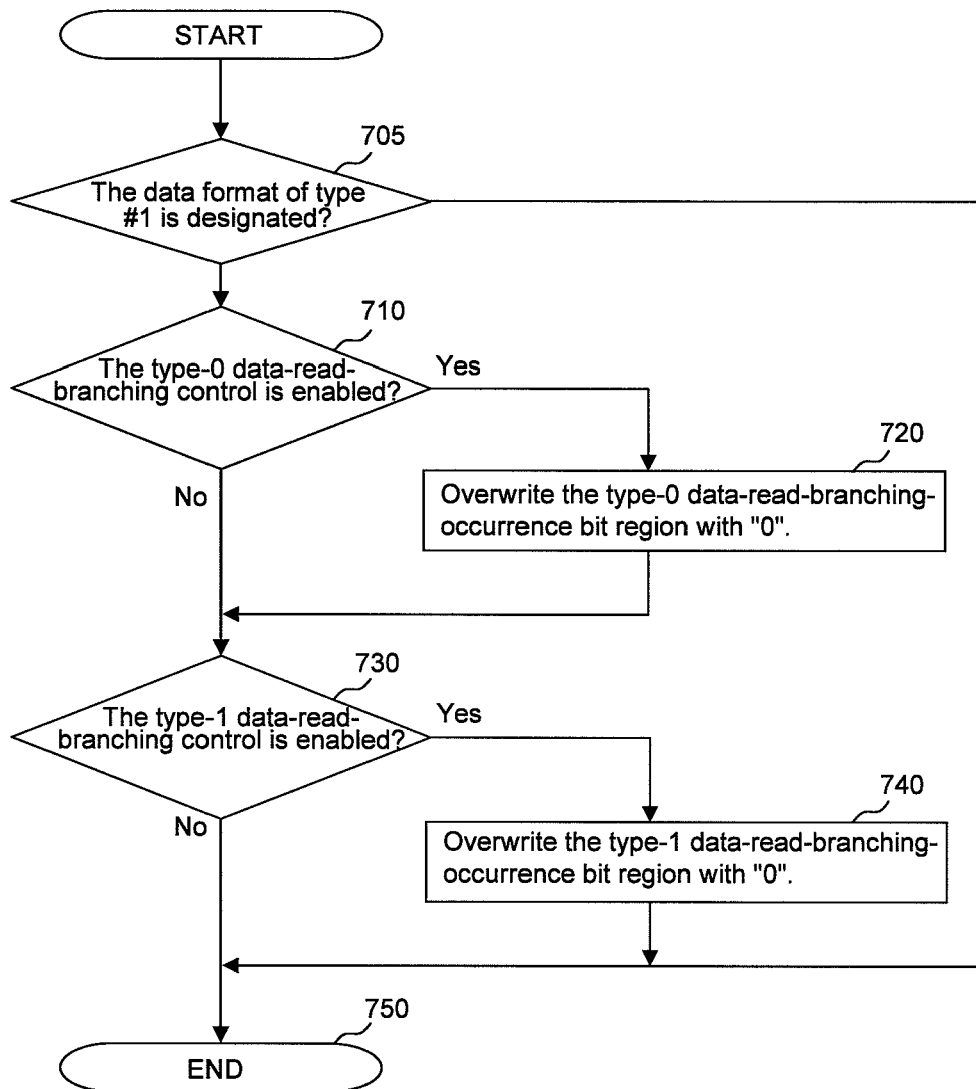 START
705
The data format of type
#1 is designated?
710
The type-0 data-read-
branching control is enabled?
Yes
No
720
Overwrite the type-0 data-read-branching-
occurrence bit region with "0".
730
The type-1 data-read-
branching control is enabled?
Yes
No
740
Overwrite the type-1 data-read-branching-
occurrence bit region with "0".
750
END